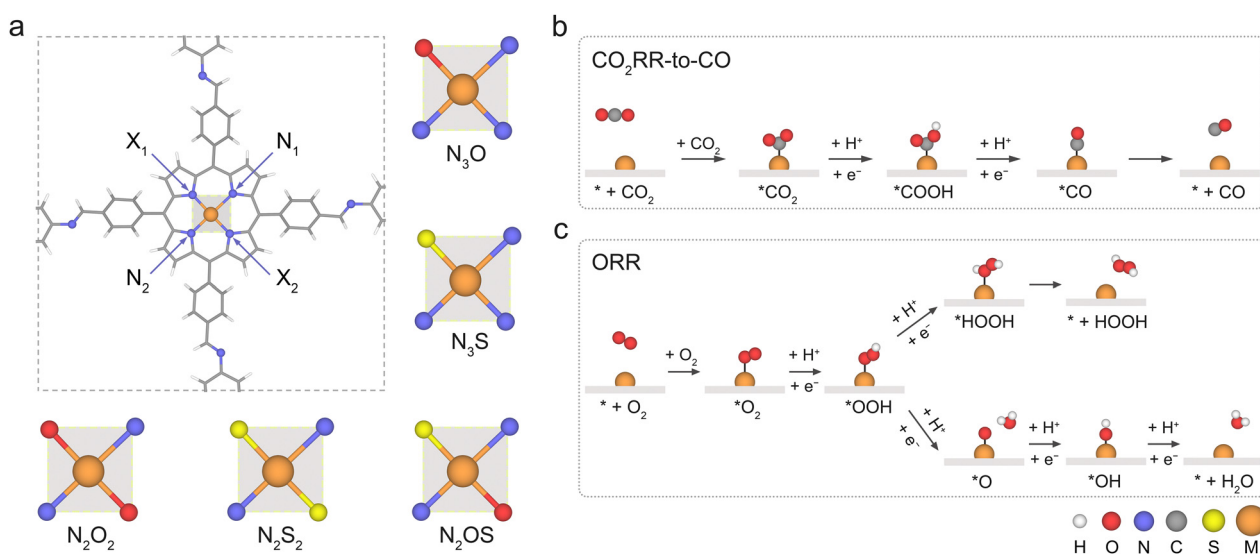 a
X₁
N₁
N₂
X₂
N₃O
N₃S
N₂O₂
N₂S₂
N₂OS
b
CO₂RR-to-CO
+ CO₂
+ H⁺
+ e⁻
+ H⁺
+ e⁻
* + CO₂
*CO₂
*COOH
*CO
* + CO
c
ORR
+ H⁺
+ e⁻
*HOOH
* + HOOH
+ O₂
+ H⁺
+ e⁻
* + O₂
*O₂
*OOH
+ H⁺
+ e⁻
+ H⁺
+ e⁻
+ H⁺
+ e⁻
*O
*OH
* + H₂O
H O N C S M